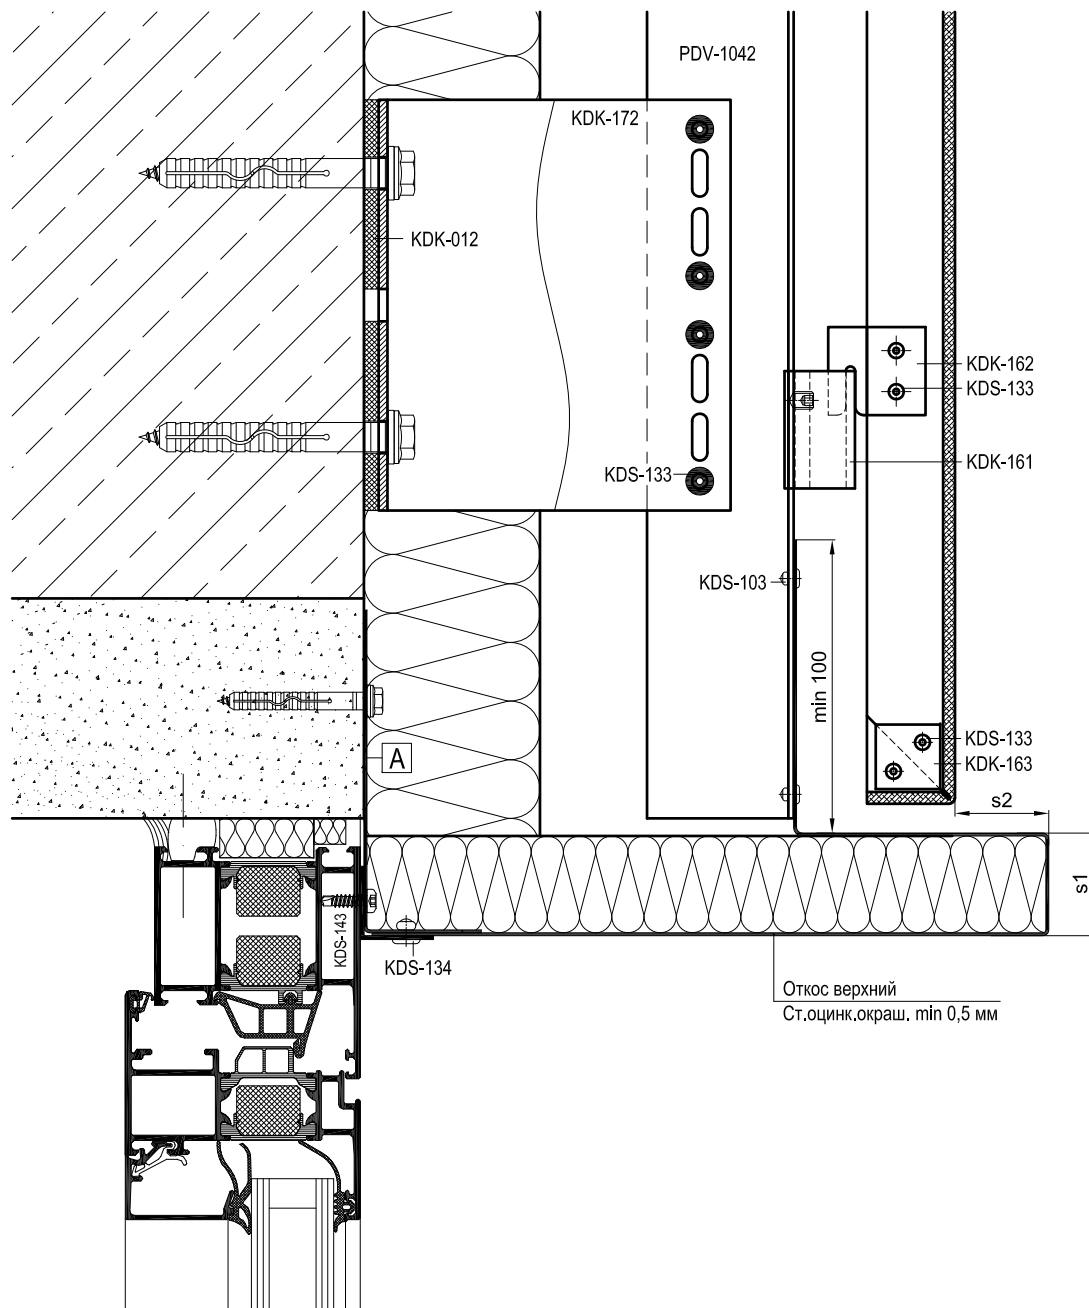 PDV-1042
KDK-172
KDK-012
KDK-162
KDS-133
KDK-161
KDS-133
KDS-103
min 100
KDS-133
KDK-163
A
s2
s1
KDS-143
KDS-134
Откос верхний
Ст.оцинк.окраш. min 0,5 мм